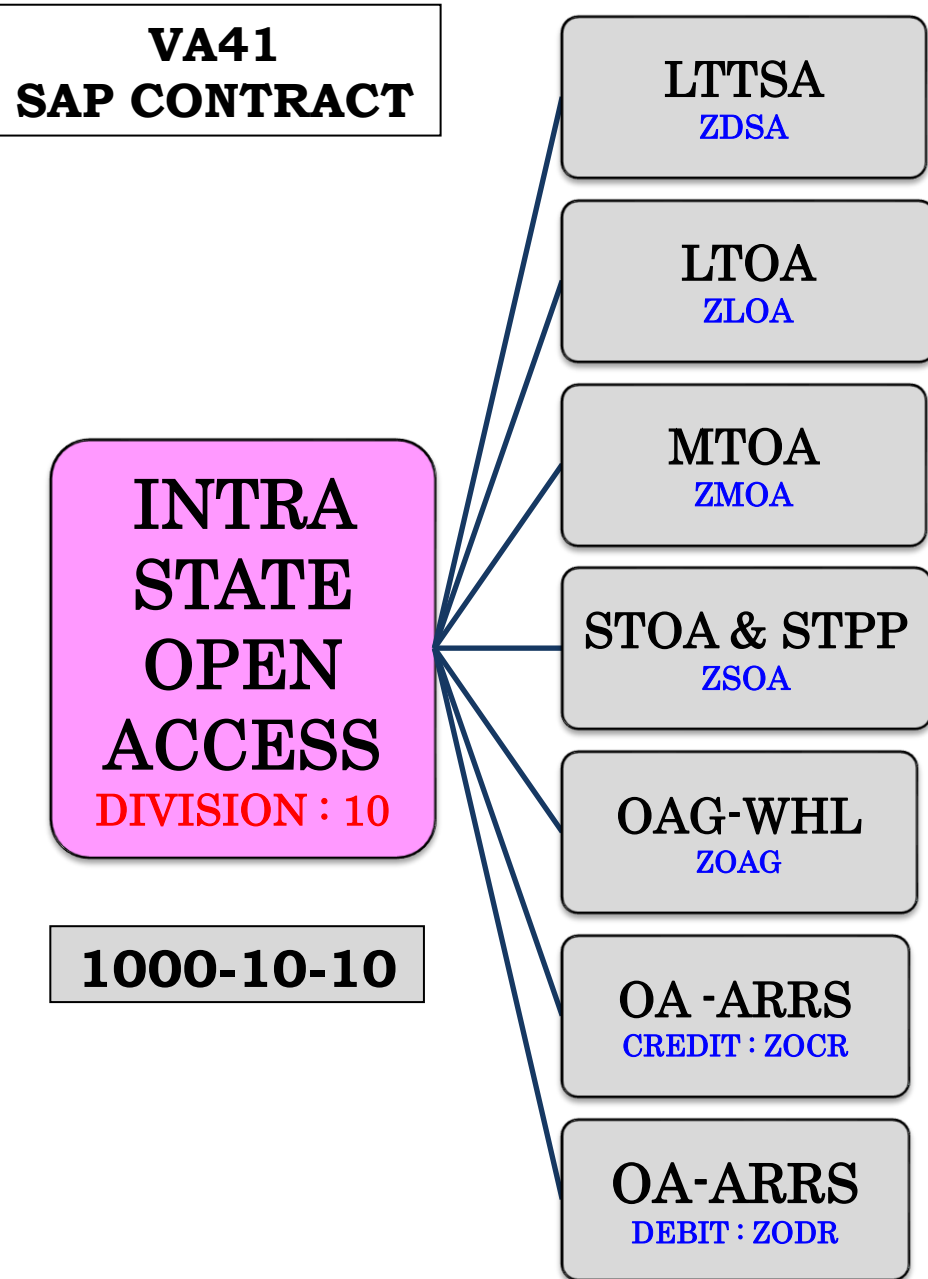 VA41
SAP CONTRACT
INTRA
STATE
OPEN
ACCESS
DIVISION : 10
1000-10-10
LTTSA
ZDSA
LTOA
ZLOA
MTOA
ZMOA
STOA & STPP
ZSOA
OAG-WHL
ZOAG
OA -ARRS
CREDIT : ZOCR
OA-ARRS
DEBIT : ZODR